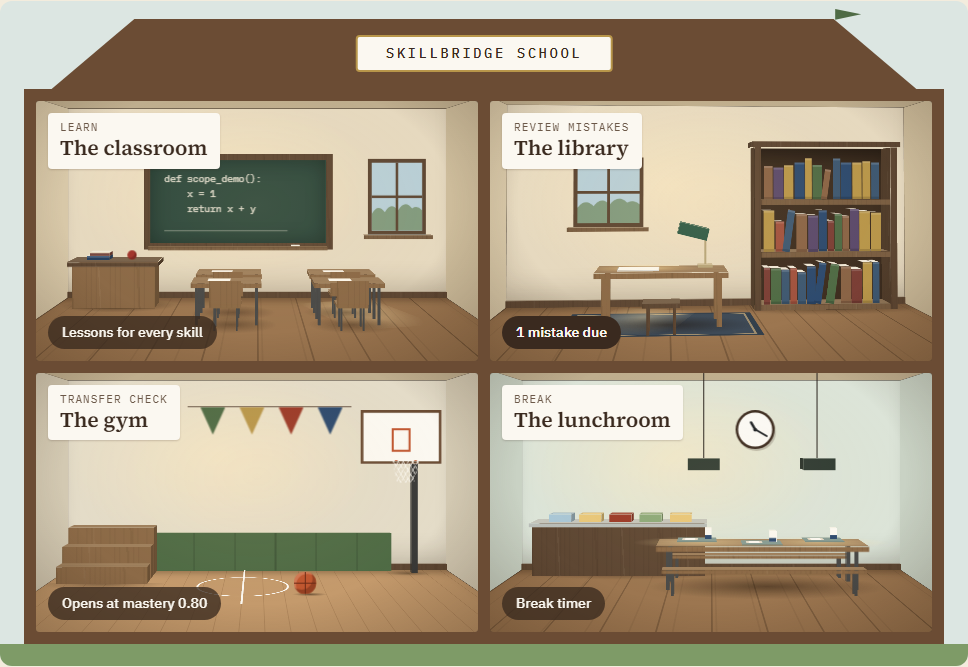 SKILLBRIDGE SCHOOL
LEARN
The classroom
def scope_demo():
    x = 1
    return x + y
Lessons for every skill
REVIEW MISTAKES
The library
1 mistake due
TRANSFER CHECK
The gym
Opens at mastery 0.80
BREAK
The lunchroom
Break timer